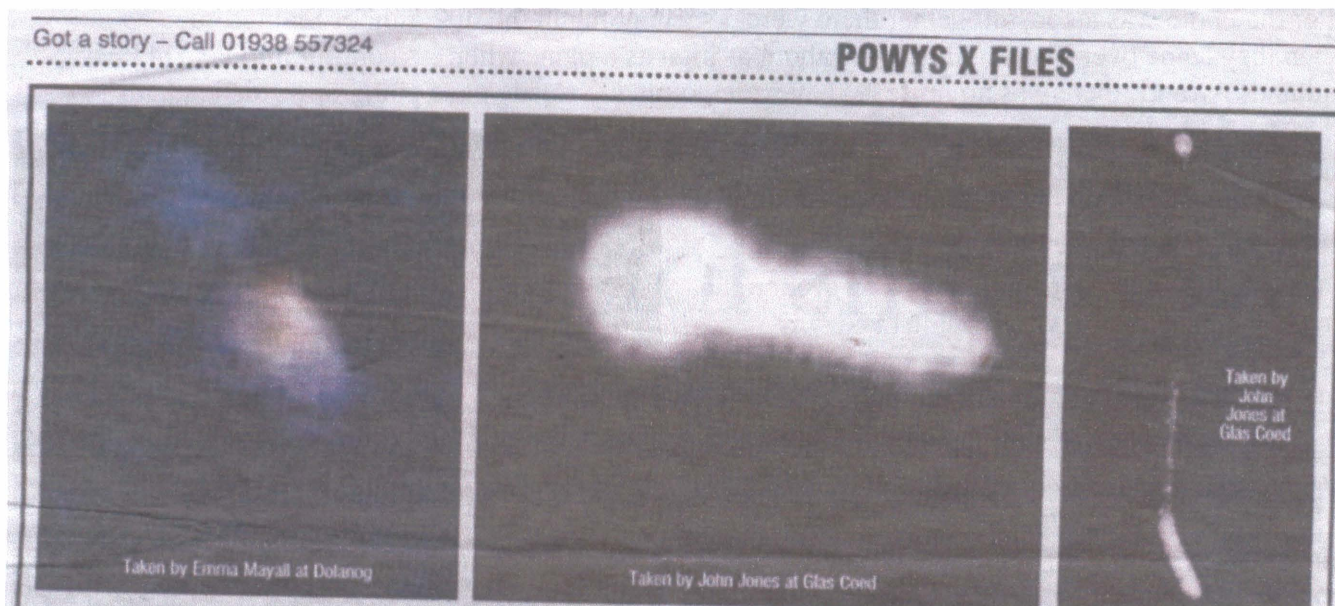 Got a story – Call 01938 557324
POWYS X FILES
Taken by Emma Mayall at Dolanog
Taken by John Jones at Glas Coed
Taken by
John
Jones at
Glas Coed